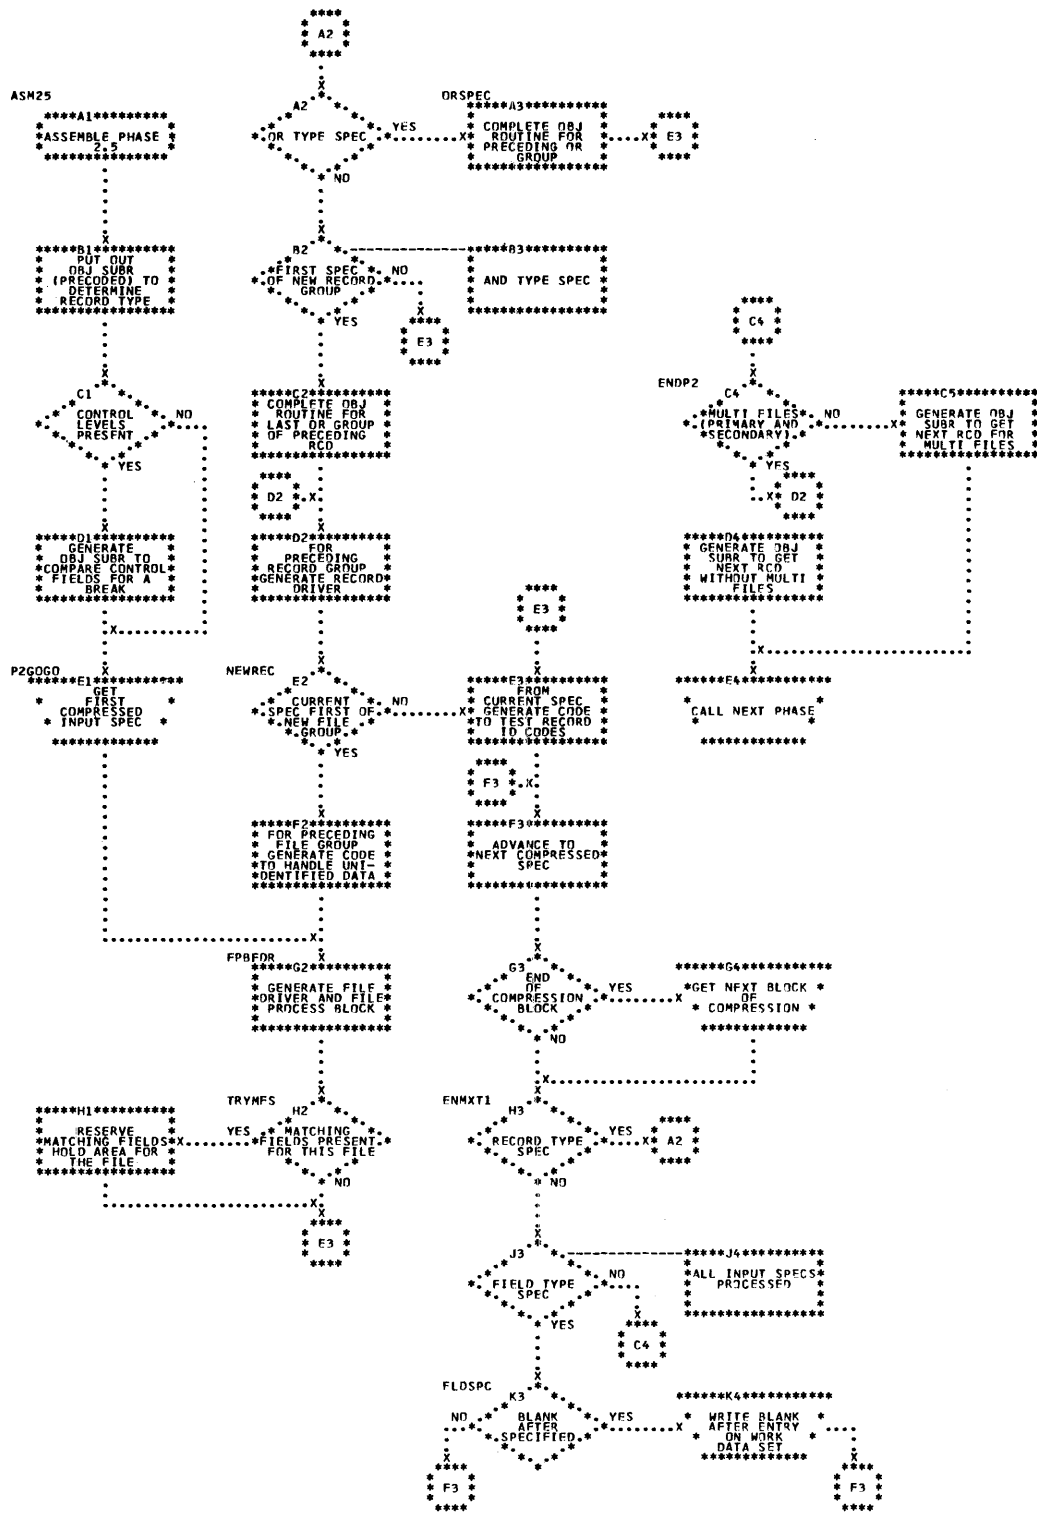 A2
ASM25
A1
ASSEMBLE PHASE
2.5
A2
OR TYPE SPEC
YES
NO
ORSPEC
A3
COMPLETE OBJ
ROUTINE FOR
PRECEDING OR
GROUP
E3
B1
PUT OUT
OBJ SUBR
(PRECODED) TO
DETERMINE
RECORD TYPE
B2
FIRST SPEC
OF NEW RECORD
GROUP
NO
YES
E3
B3
AND TYPE SPEC
C4
C1
CONTROL
LEVELS
PRESENT
NO
YES
C2
COMPLETE OBJ
ROUTINE FOR
LAST OR GROUP
OF PRECEDING
RCD
ENDP2
C4
MULTI FILES
(PRIMARY AND
SECONDARY)
NO
YES
C5
GENERATE OBJ
SUBR TO GET
NEXT RCD FOR
MULTI FILES
D2
D2
D1
GENERATE
OBJ SUBR TO
COMPARE CONTROL
FIELDS FOR A
BREAK
D2
FOR
PRECEDING
RECORD GROUP
GENERATE RECORD
DRIVER
D4
GENERATE OBJ
SUBR TO GET
NEXT RCD
WITHOUT MULTI
FILES
E3
P2GOGO
E1
GET
FIRST
COMPRESSED
INPUT SPEC
NEWREC
E2
CURRENT
SPEC FIRST OF
NEW FILE
GROUP
NO
YES
E3
FROM
CURRENT SPEC
GENERATE CODE
TO TEST RECORD
ID CODES
E4
CALL NEXT PHASE
F3
F2
FOR PRECEDING
FILE GROUP
GENERATE CODE
TO HANDLE UNI-
DENTIFIED DATA
F3
ADVANCE TO
NEXT COMPRESSED
SPEC
FPBFDR
G2
GENERATE FILE
DRIVER AND FILE
PROCESS BLOCK
G3
END
OF
COMPRESSION
BLOCK
YES
NO
G4
GET NEXT BLOCK
OF
COMPRESSION
H1
RESERVE
MATCHING FIELDS
HOLD AREA FOR
THE FILE
TRYMFS
H2
MATCHING
FIELDS PRESENT
FOR THIS FILE
YES
NO
ENMXT1
H3
RECORD TYPE
SPEC
YES
NO
A2
E3
J3
FIELD TYPE
SPEC
NO
YES
J4
ALL INPUT SPECS
PROCESSED
C4
FLDSPC
K3
BLANK
AFTER
SPECIFIED
NO
YES
K4
WRITE BLANK
AFTER ENTRY
ON WORK
DATA SET
F3
F3